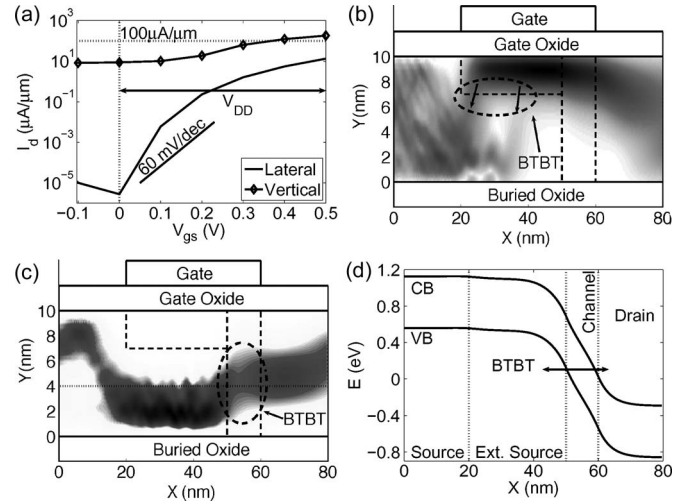 (a)
100μA/μm
I_d (μA/μm)
10^1
10^-1
10^-3
10^-5
V_DD
60 mV/dec
Lateral
Vertical
-0.1 0 0.1 0.2 0.3 0.4 0.5
V_gs (V)
(b)
Gate
Gate Oxide
Y(nm)
10
8
6
4
2
0
BTBT
Buried Oxide
0 20 40 60 80
X (nm)
(c)
Gate
Gate Oxide
Y(nm)
10
8
6
4
2
0
BTBT
Buried Oxide
0 20 40 60 80
X (nm)
(d)
E (eV)
1.2
0.8
0.4
0
-0.4
-0.8
CB
VB
Channel
Drain
BTBT
Source Ext. Source
0 20 40 60 80
X (nm)